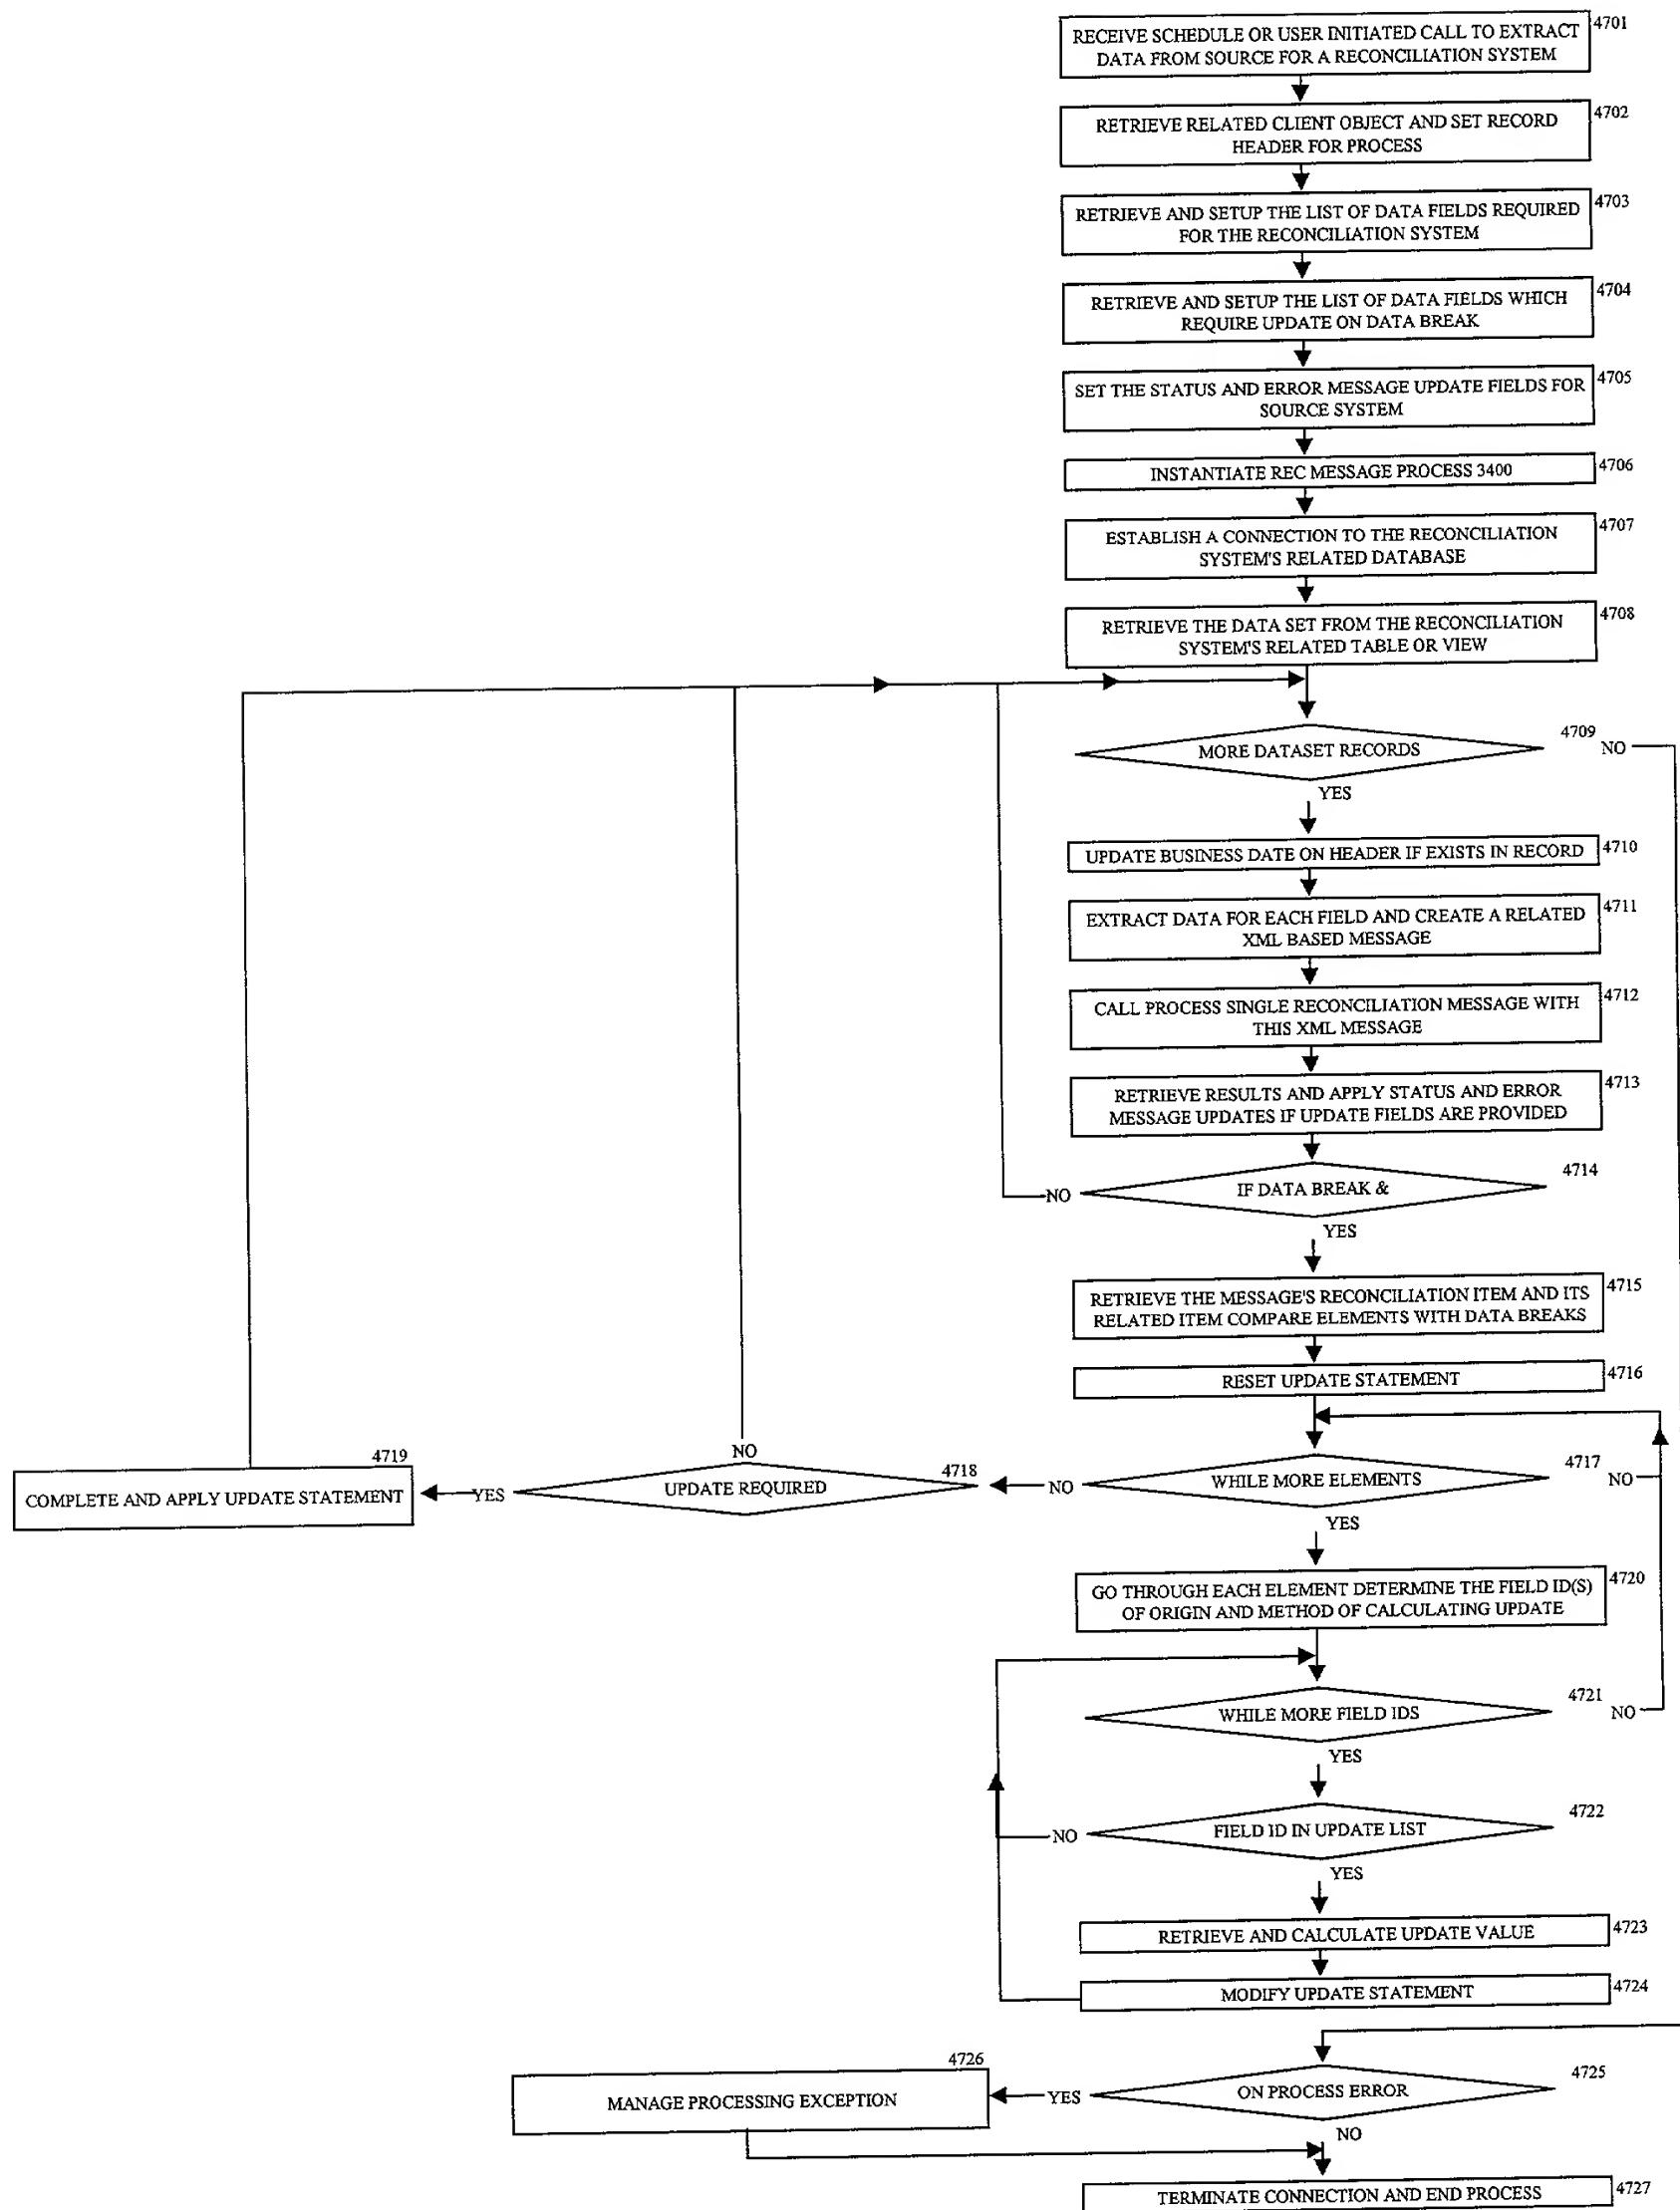 4701
RECEIVE SCHEDULE OR USER INITIATED CALL TO EXTRACT
DATA FROM SOURCE FOR A RECONCILIATION SYSTEM
4702
RETRIEVE RELATED CLIENT OBJECT AND SET RECORD
HEADER FOR PROCESS
4703
RETRIEVE AND SETUP THE LIST OF DATA FIELDS REQUIRED
FOR THE RECONCILIATION SYSTEM
4704
RETRIEVE AND SETUP THE LIST OF DATA FIELDS WHICH
REQUIRE UPDATE ON DATA BREAK
4705
SET THE STATUS AND ERROR MESSAGE UPDATE FIELDS FOR
SOURCE SYSTEM
4706
INSTANTIATE REC MESSAGE PROCESS 3400
4707
ESTABLISH A CONNECTION TO THE RECONCILIATION
SYSTEM'S RELATED DATABASE
4708
RETRIEVE THE DATA SET FROM THE RECONCILIATION
SYSTEM'S RELATED TABLE OR VIEW
4709
MORE DATASET RECORDS
NO
YES
4710
UPDATE BUSINESS DATE ON HEADER IF EXISTS IN RECORD
4711
EXTRACT DATA FOR EACH FIELD AND CREATE A RELATED
XML BASED MESSAGE
4712
CALL PROCESS SINGLE RECONCILIATION MESSAGE WITH
THIS XML MESSAGE
4713
RETRIEVE RESULTS AND APPLY STATUS AND ERROR
MESSAGE UPDATES IF UPDATE FIELDS ARE PROVIDED
4714
NO
IF DATA BREAK &
YES
4715
RETRIEVE THE MESSAGE'S RECONCILIATION ITEM AND ITS
RELATED ITEM COMPARE ELEMENTS WITH DATA BREAKS
4716
RESET UPDATE STATEMENT
4717
WHILE MORE ELEMENTS
NO
NO
YES
4718
UPDATE REQUIRED
NO
YES
4719
COMPLETE AND APPLY UPDATE STATEMENT
4720
GO THROUGH EACH ELEMENT DETERMINE THE FIELD ID(S)
OF ORIGIN AND METHOD OF CALCULATING UPDATE
4721
WHILE MORE FIELD IDS
NO
YES
4722
NO
FIELD ID IN UPDATE LIST
YES
4723
RETRIEVE AND CALCULATE UPDATE VALUE
4724
MODIFY UPDATE STATEMENT
4725
ON PROCESS ERROR
YES
NO
4726
MANAGE PROCESSING EXCEPTION
4727
TERMINATE CONNECTION AND END PROCESS